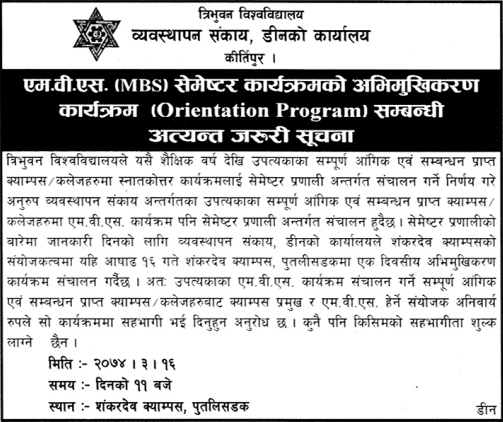 त्रिभुवन विश्वविद्यालय
व्यवस्थापन संकाय, डीनको कार्यालय
कीर्तिपुर ।
एम.वी.एस. (MBS) सेमेष्टर कार्यक्रमको अभिमुखिकरण
कार्यक्रम (Orientation Program) सम्बन्धी
अत्यन्त जरूरी सूचना
त्रिभुवन विश्वविद्यालयले यसै शैक्षिक वर्ष देखि उपत्यकाका सम्पूर्ण आंगिक एवं सम्बन्धन प्राप्त
क्याम्पस/कलेजहरुमा स्नातकोत्तर कार्यक्रमलाई सेमेष्टर प्रणाली अन्तर्गत संचालन गर्ने निर्णय गरे
अनुरुप व्यवस्थापन संकाय अन्तर्गतका उपत्यकाका सम्पूर्ण आंगिक एवं सम्बन्धन प्राप्त क्याम्पस/
कलेजहरुमा एम.वी.एस. कार्यक्रम पनि सेमेष्टर प्रणाली अन्तर्गत संचालन हुदैछ । सेमेष्टर प्रणालीको
बारेमा जानकारी दिनको लागि व्यवस्थापन संकाय, डीनको कार्यालयले शंकरदेव क्याम्पसको
संयोजकत्वमा यहि आषाढ १६ गते शंकरदेव क्याम्पस, पुतलीसडकमा एक दिवसीय अभिमुखिकरण
कार्यक्रम संचालन गर्दैछ । अतः उपत्यकाका एम.वी.एस. कार्यक्रम संचालन गर्ने सम्पूर्ण आंगिक
एवं सम्बन्धन प्राप्त क्याम्पस/कलेजहरुबाट क्याम्पस प्रमुख र एम.वी.एस. हेर्ने संयोजक अनिवार्य
रुपले सो कार्यक्रममा सहभागी भई दिनुहुन अनुरोध छ । कुनै पनि किसिमको सहभागीता शुल्क
लाग्ने छैन ।
मिति :- २०७४ । ३ । १६
समय :- दिनको ११ बजे
स्थान :- शंकरदेव क्याम्पस, पुतलिसडक
डीन